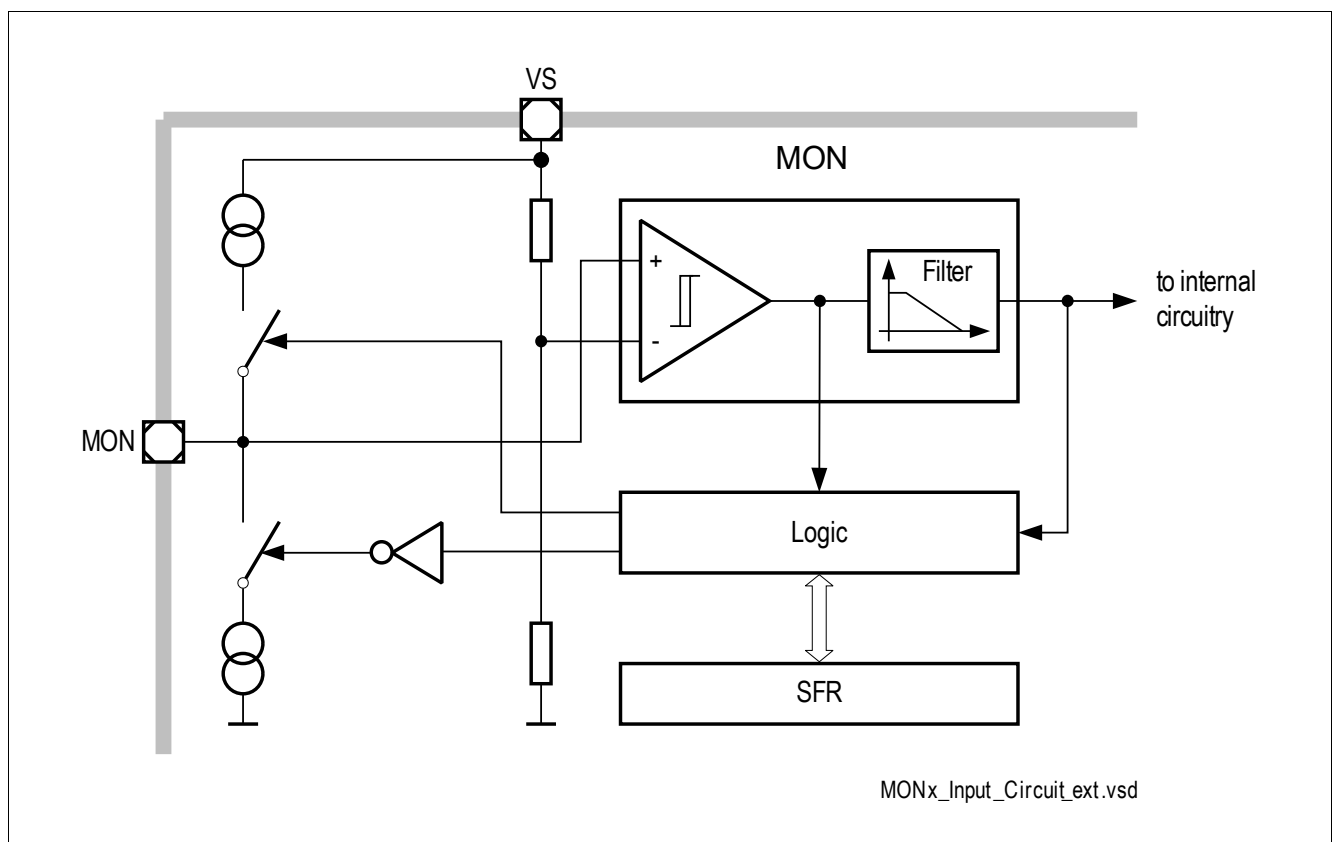 VS
MON
+
Filter
-
to internal
circuitry
MON
Logic
SFR
MONx_Input_Circuit_ext.vsd